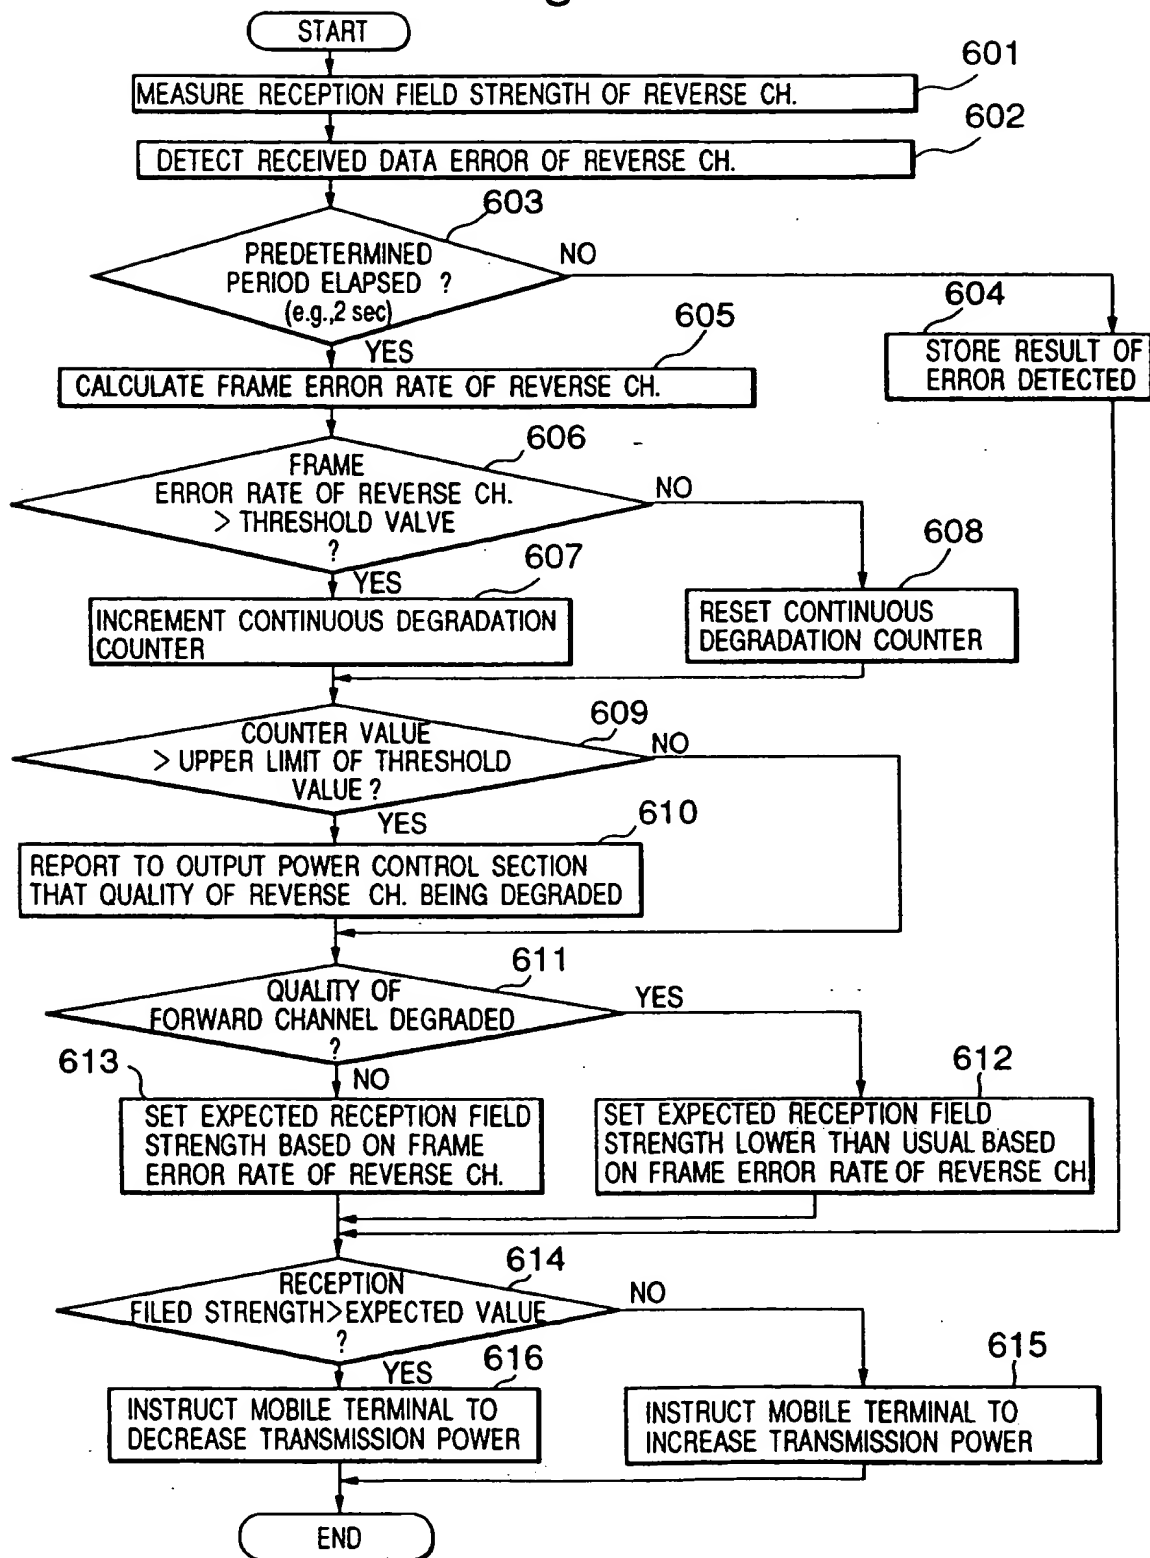 START
601
MEASURE RECEPTION FIELD STRENGTH OF REVERSE CH.
602
DETECT RECEIVED DATA ERROR OF REVERSE CH.
603
PREDETERMINED
PERIOD ELAPSED ?
(e.g.,2 sec)
NO
YES
604
STORE RESULT OF
ERROR DETECTED
605
CALCULATE FRAME ERROR RATE OF REVERSE CH.
606
FRAME
ERROR RATE OF REVERSE CH.
> THRESHOLD VALVE
?
NO
YES
607
INCREMENT CONTINUOUS DEGRADATION
COUNTER
608
RESET CONTINUOUS
DEGRADATION COUNTER
609
COUNTER VALUE
> UPPER LIMIT OF THRESHOLD
VALUE ?
NO
YES
610
REPORT TO OUTPUT POWER CONTROL SECTION
THAT QUALITY OF REVERSE CH. BEING DEGRADED
611
QUALITY OF
FORWARD CHANNEL DEGRADED
?
YES
NO
613
SET EXPECTED RECEPTION FIELD
STRENGTH BASED ON FRAME
ERROR RATE OF REVERSE CH.
612
SET EXPECTED RECEPTION FIELD
STRENGTH LOWER THAN USUAL BASED
ON FRAME ERROR RATE OF REVERSE CH
614
RECEPTION
FILED STRENGTH>EXPECTED VALUE
?
NO
YES
616
INSTRUCT MOBILE TERMINAL TO
DECREASE TRANSMISSION POWER
615
INSTRUCT MOBILE TERMINAL TO
INCREASE TRANSMISSION POWER
END